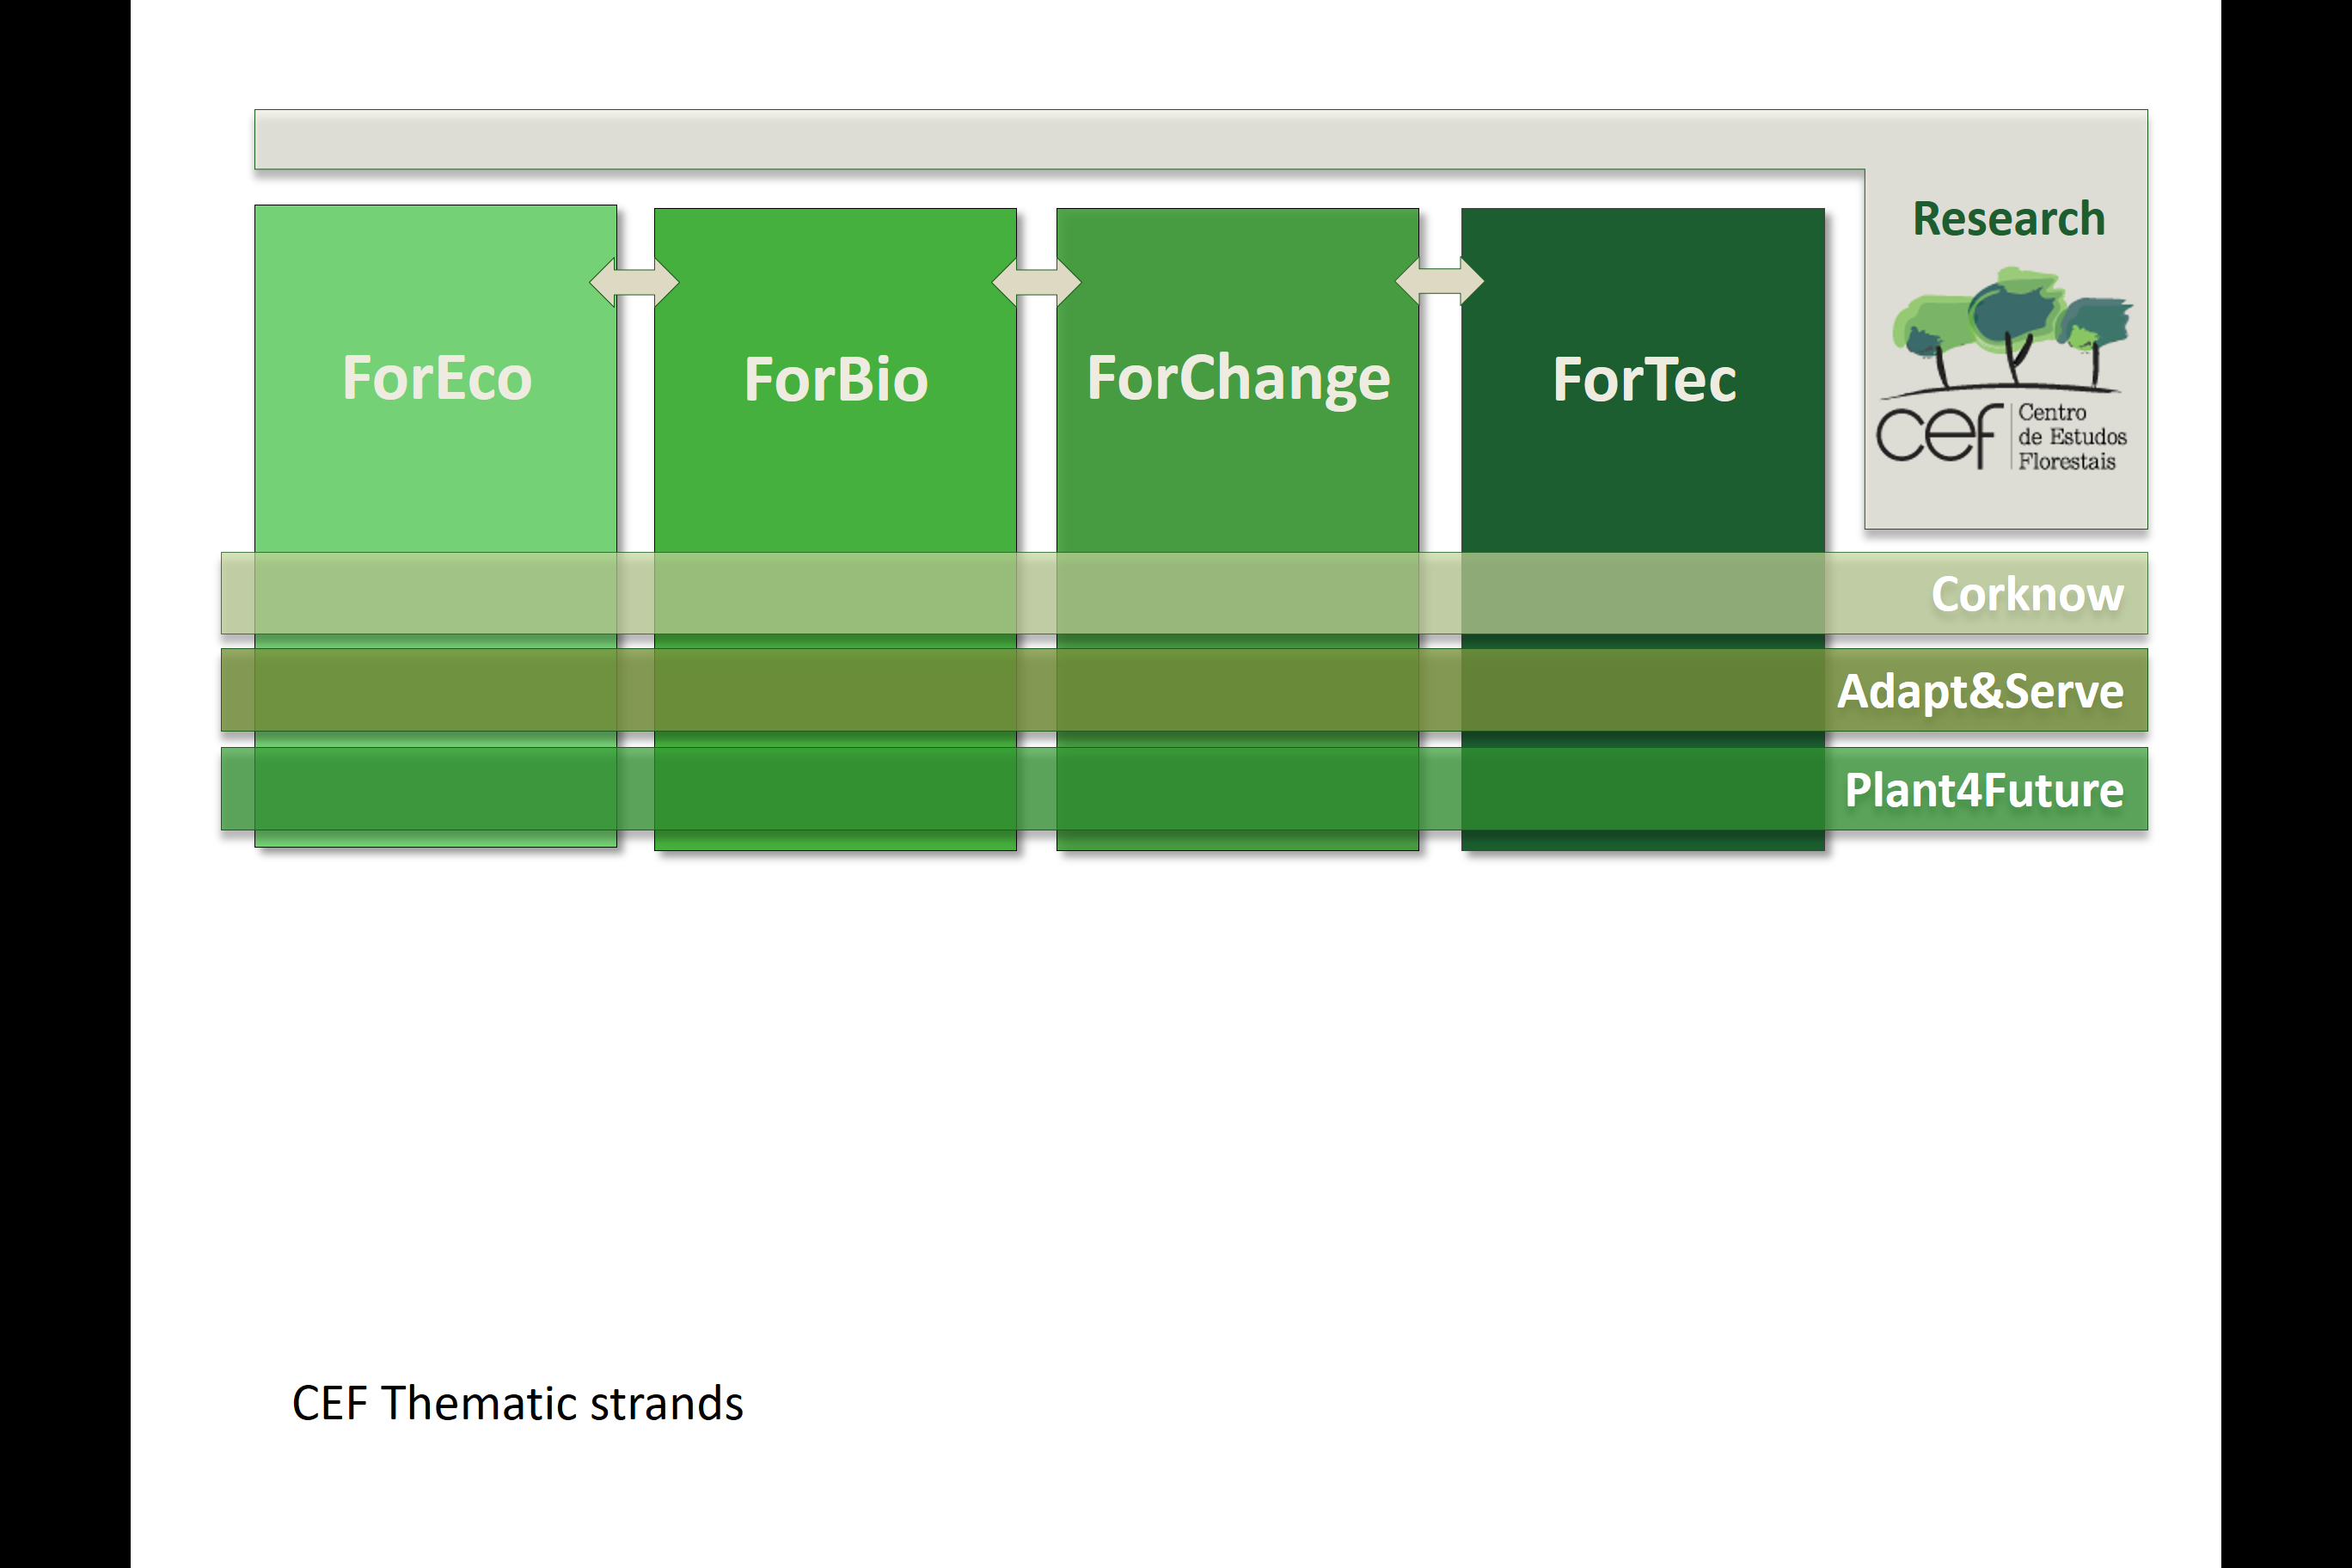 Research
cef
Centro
de Estudos
Florestais
ForEco
ForBio
ForChange
ForTec
Corknow
Adapt&Serve
Plant4Future
CEF Thematic strands